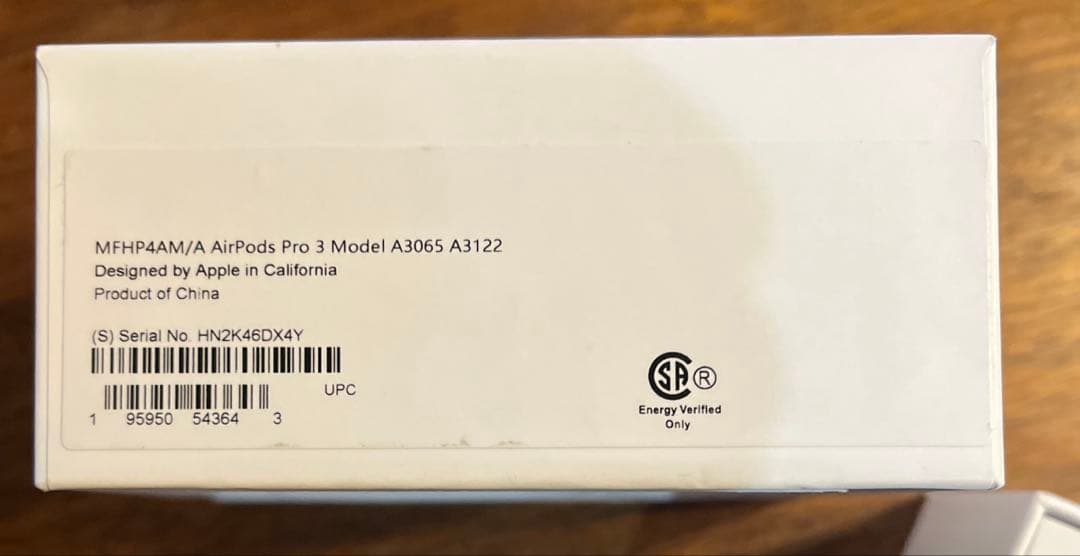 MFHP4AM/A AirPods Pro 3 Model A3065 A3122
Designed by Apple in California
Product of China
(S) Serial No. HN2K46DX4Y
UPC
1 95950 54364 3
SA ®
Energy Verified
Only